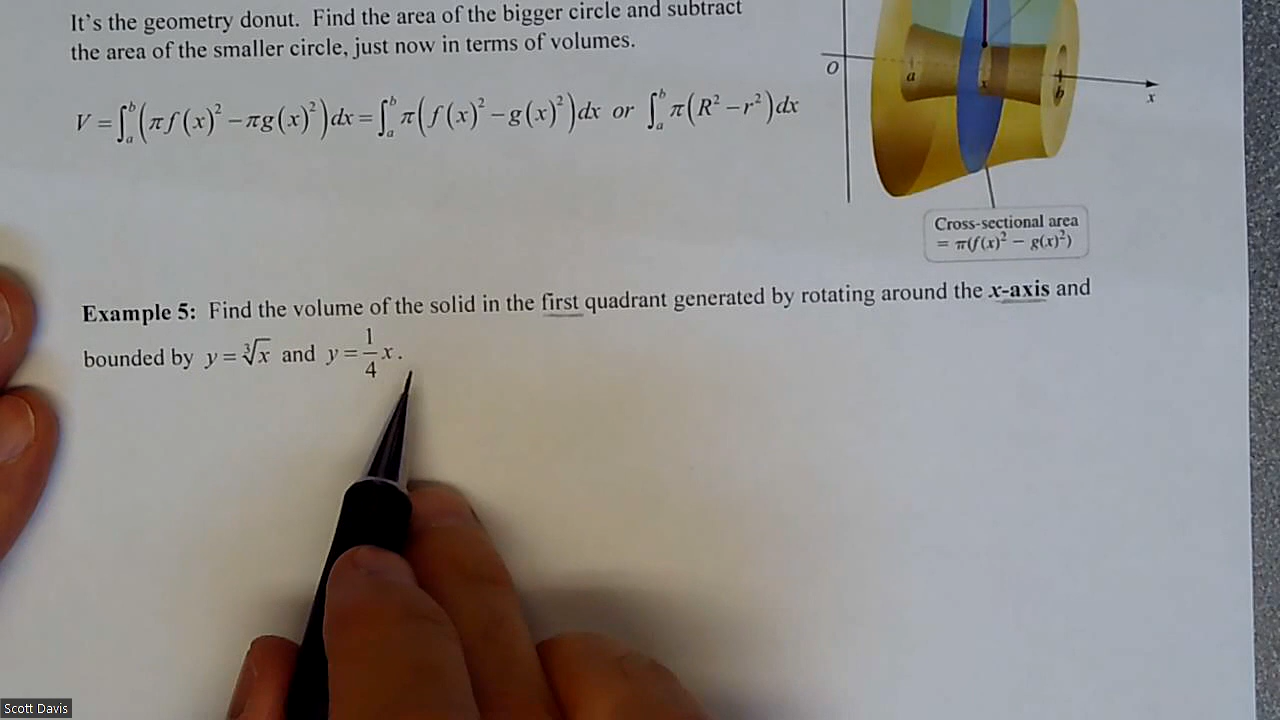 It's the geometry donut. Find the area of the bigger circle and subtract
the area of the smaller circle, just now in terms of volumes.
V = ∫ₐᵇ (πf(x)² − πg(x)²)dx = ∫ₐᵇ π(f(x)² − g(x)²)dx or ∫ₐᵇ π(R² − r²)dx
O a x b x
Cross-sectional area
= π(f(x)² − g(x)²)
Example 5: Find the volume of the solid in the first quadrant generated by rotating around the x-axis and
bounded by y = ∛x and y = 1/4 x.
Scott Davis